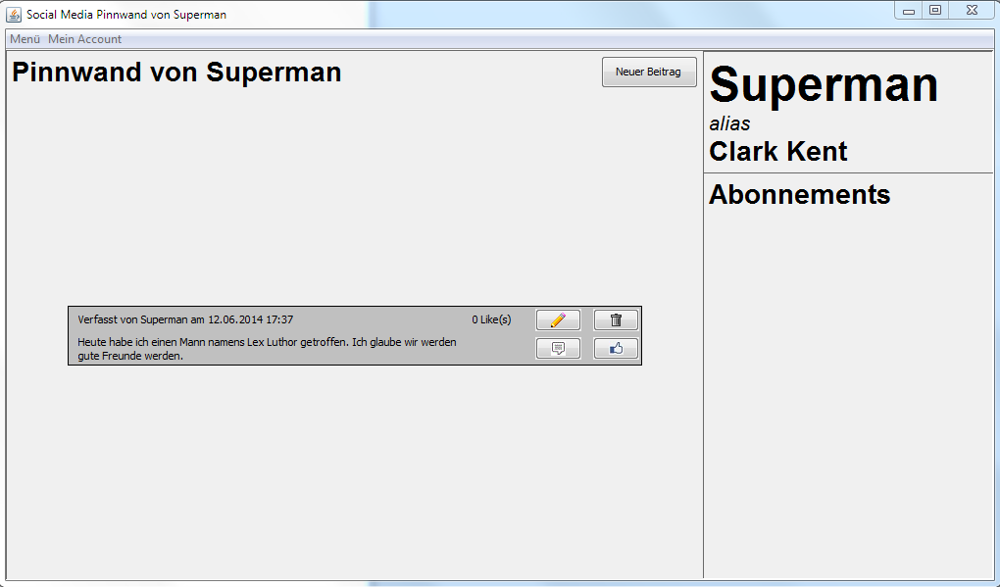 Social Media Pinnwand von Superman
Menü Mein Account
Pinnwand von Superman
Neuer Beitrag
Verfasst von Superman am 12.06.2014 17:37
0 Like(s)
Heute habe ich einen Mann namens Lex Luthor getroffen. Ich glaube wir werden
gute Freunde werden.
Superman
alias
Clark Kent
Abonnements